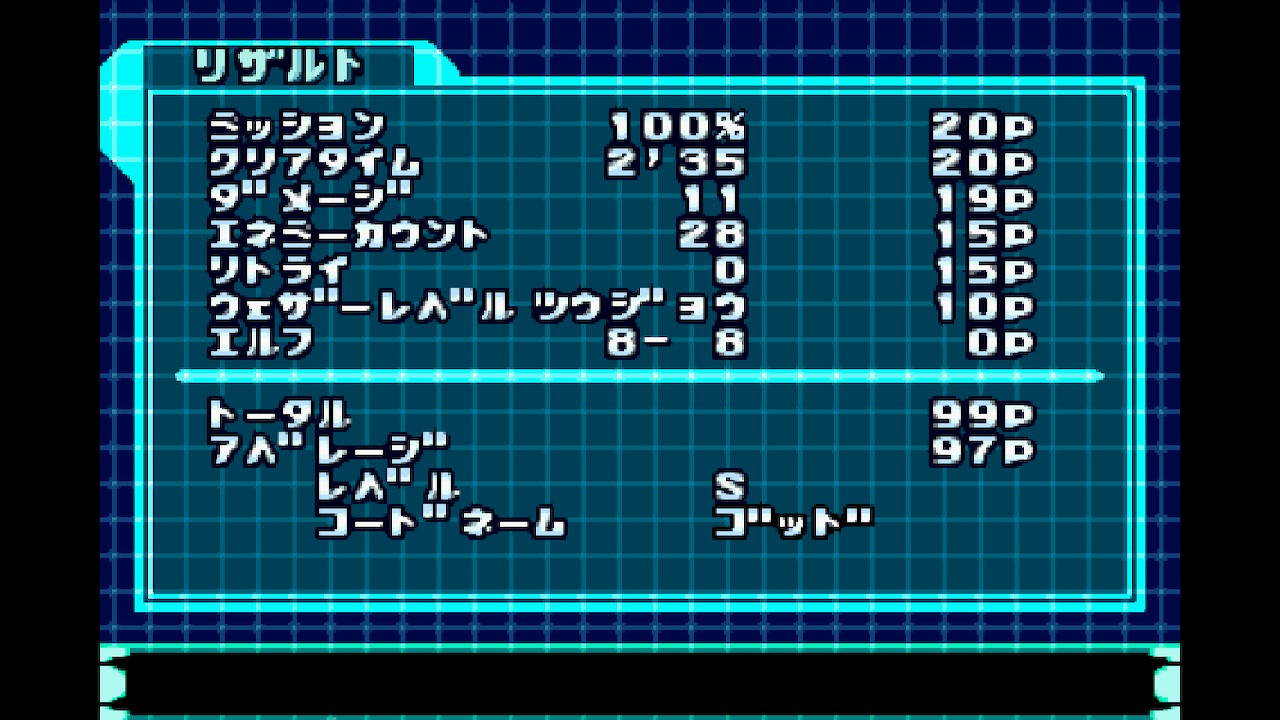 リザルト
ミッション 100% 20P
クリアタイム 2'35 20P
ダメージ 11 19P
エネミーカウント 28 15P
リトライ 0 15P
ウェザーレベル ツウジョウ 10P
エルフ 8- 8 0P
トータル 99P
アベレージ 97P
レベル S
コードネーム ゴッド